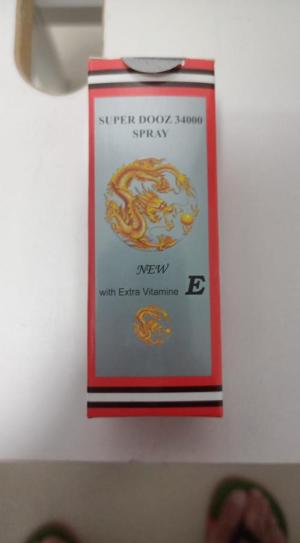 SUPER DOOZ 34000
SPRAY
NEW
with Extra Vitamine E